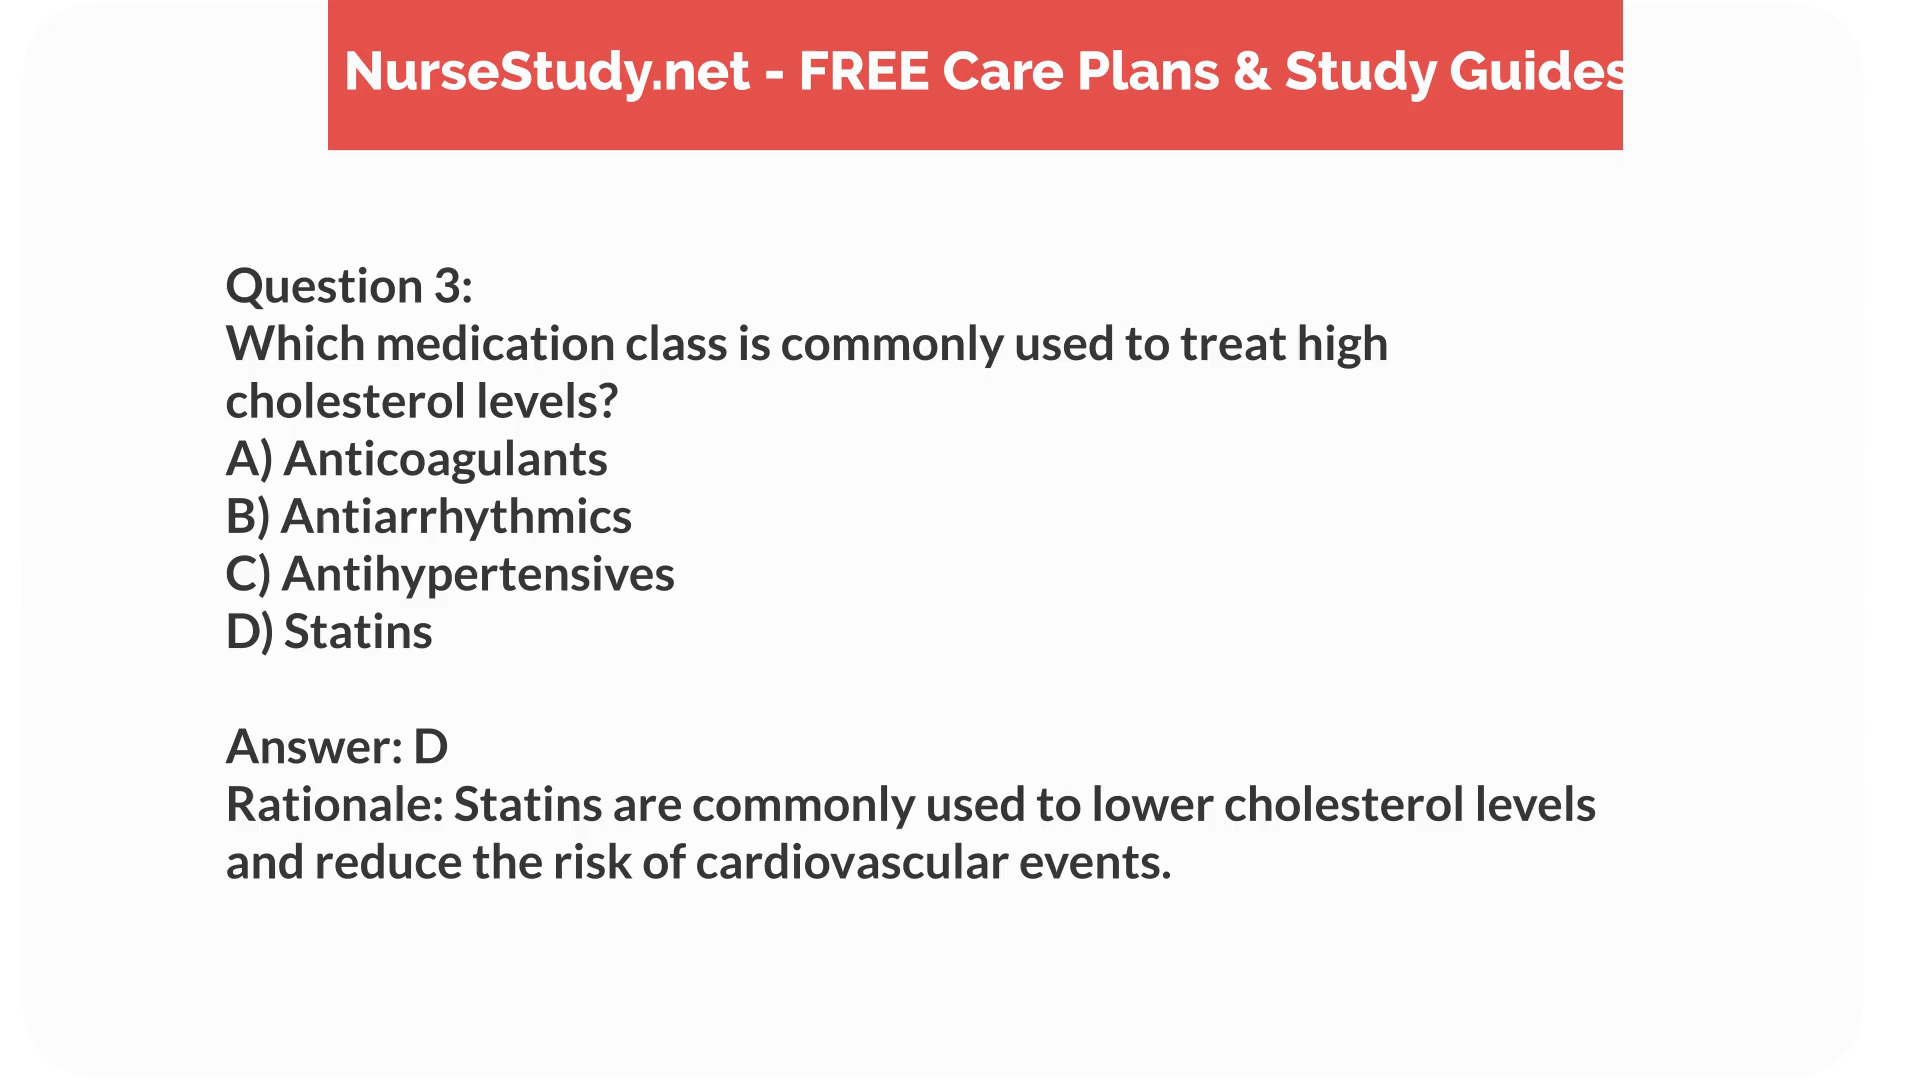 NurseStudy.net - FREE Care Plans & Study Guides
Question 3:
Which medication class is commonly used to treat high
cholesterol levels?
A) Anticoagulants
B) Antiarrhythmics
C) Antihypertensives
D) Statins
Answer: D
Rationale: Statins are commonly used to lower cholesterol levels
and reduce the risk of cardiovascular events.